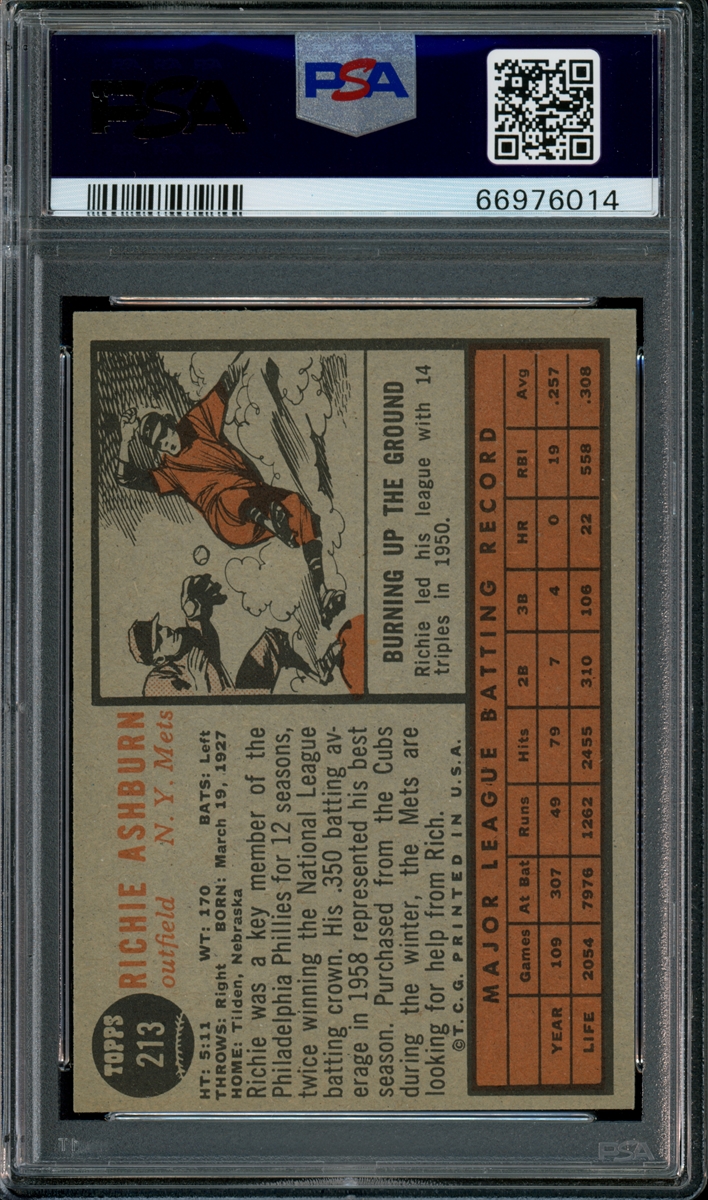 PSA
PSA
66976014
TOPPS
213
RICHIE ASHBURN
outfield N. Y. Mets
HT: 5:11 WT: 170 BATS: Left
THROWS: Right BORN: March 19, 1927
HOME: Tilden, Nebraska
Richie was a key member of the
Philadelphia Phillies for 12 seasons,
twice winning the National League
batting crown. His .350 batting av-
erage in 1958 represented his best
season. Purchased from the Cubs
during the winter, the Mets are
looking for help from Rich.
©T.C.G. PRINTED IN U.S.A.
BURNING UP THE GROUND
Richie led his league with 14
triples in 1950.
MAJOR LEAGUE BATTING RECORD
Games At Bat Runs Hits 2B 3B HR RBI Avg
YEAR 109 307 49 79 7 4 0 19 .257
LIFE 2054 7976 1262 2455 310 106 22 558 .308
PSA